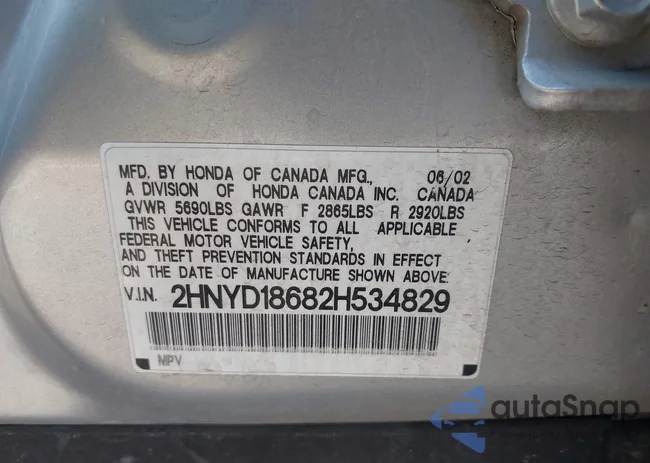 MFD. BY HONDA OF CANADA MFG., 06/02
A DIVISION OF HONDA CANADA INC. CANADA
GVWR 5690LBS GAWR F 2865LBS R 2920LBS
THIS VEHICLE CONFORMS TO ALL APPLICABLE
FEDERAL MOTOR VEHICLE SAFETY,
AND THEFT PREVENTION STANDARDS IN EFFECT
ON THE DATE OF MANUFACTURE SHOWN ABOVE.
V.I.N. 2HNYD18682H534829
MPV
autoSnap